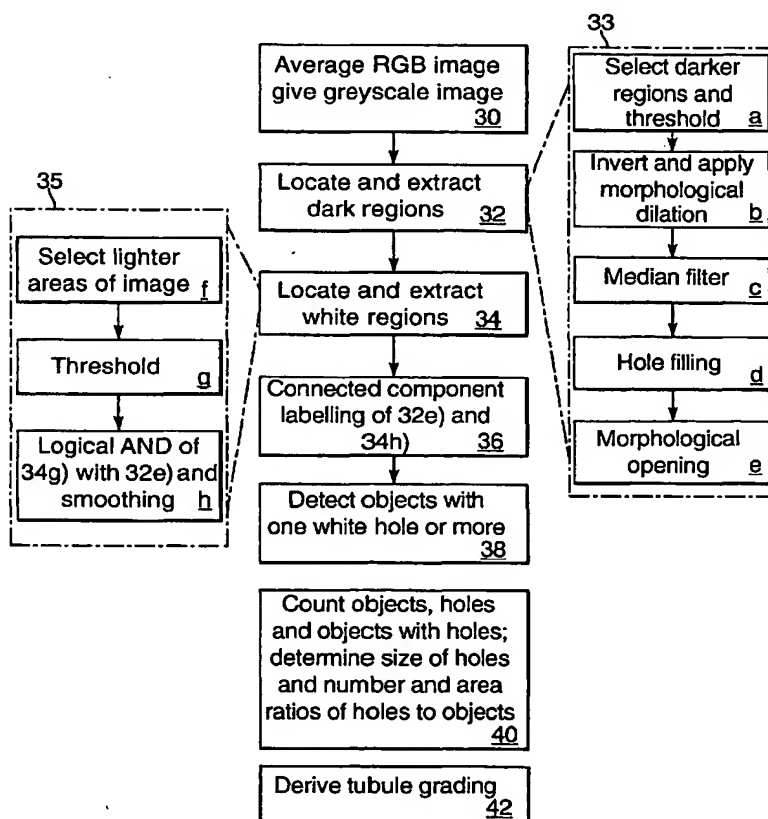 33
Average RGB image
give greyscale image
30
Select darker
regions and
threshold a
Locate and extract
dark regions 32
Invert and apply
morphological
dilation b
35
Select lighter
areas of image f
Locate and extract
white regions 34
Median filter c
Threshold g
Connected component
labelling of 32e) and
34h) 36
Hole filling d
Logical AND of
34g) with 32e) and
smoothing h
Morphological
opening e
Detect objects with
one white hole or more
38
Count objects, holes
and objects with holes;
determine size of holes
and number and area
ratios of holes to objects
40
Derive tubule grading
42